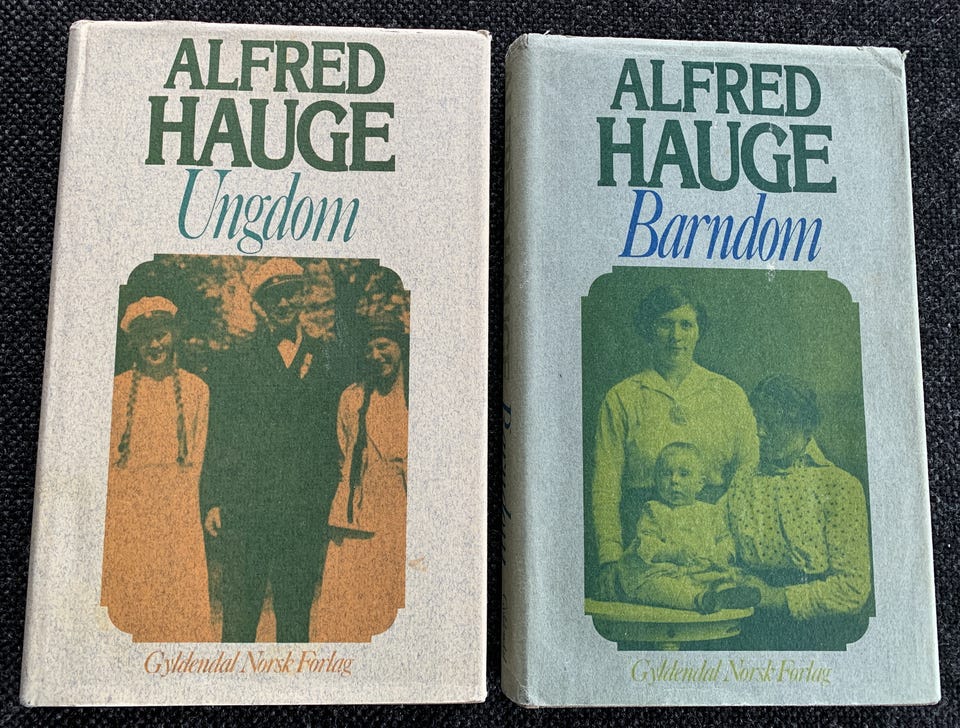 ALFRED
HAUGE
Ungdom
Gyldendal Norsk Forlag
ALFRED
HAUGE
Barndom
Gyldendal Norsk Forlag